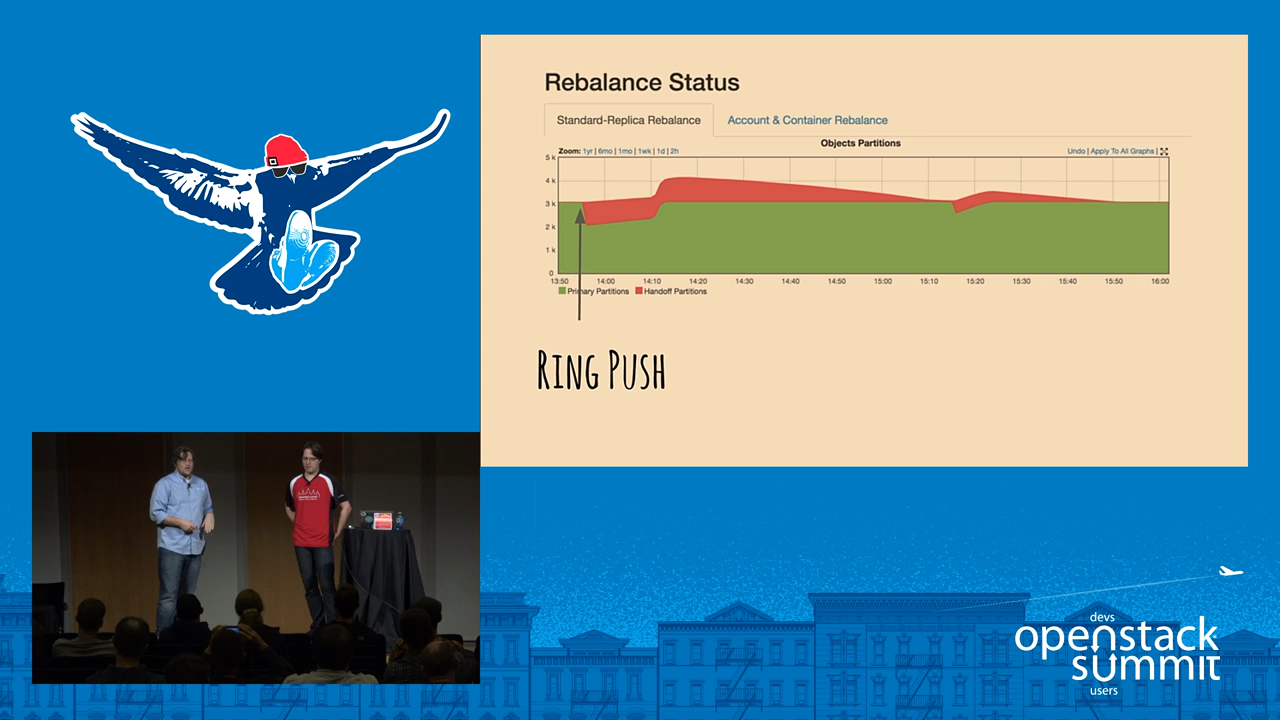 Rebalance Status
Standard-Replica Rebalance
Account & Container Rebalance
Objects Partitions
Zoom: 1yr | 6mo | 1mo | 1wk | 1d | 2h
Undo | Apply To All Graphs |
5 k
4 k
3 k
2 k
1 k
0
13:50 14:00 14:10 14:20 14:30 14:40 14:50 15:00 15:10 15:20 15:30 15:40 15:50 16:00
Primary Partitions Handoff Partitions
Ring Push
devs
openstack
summit
users